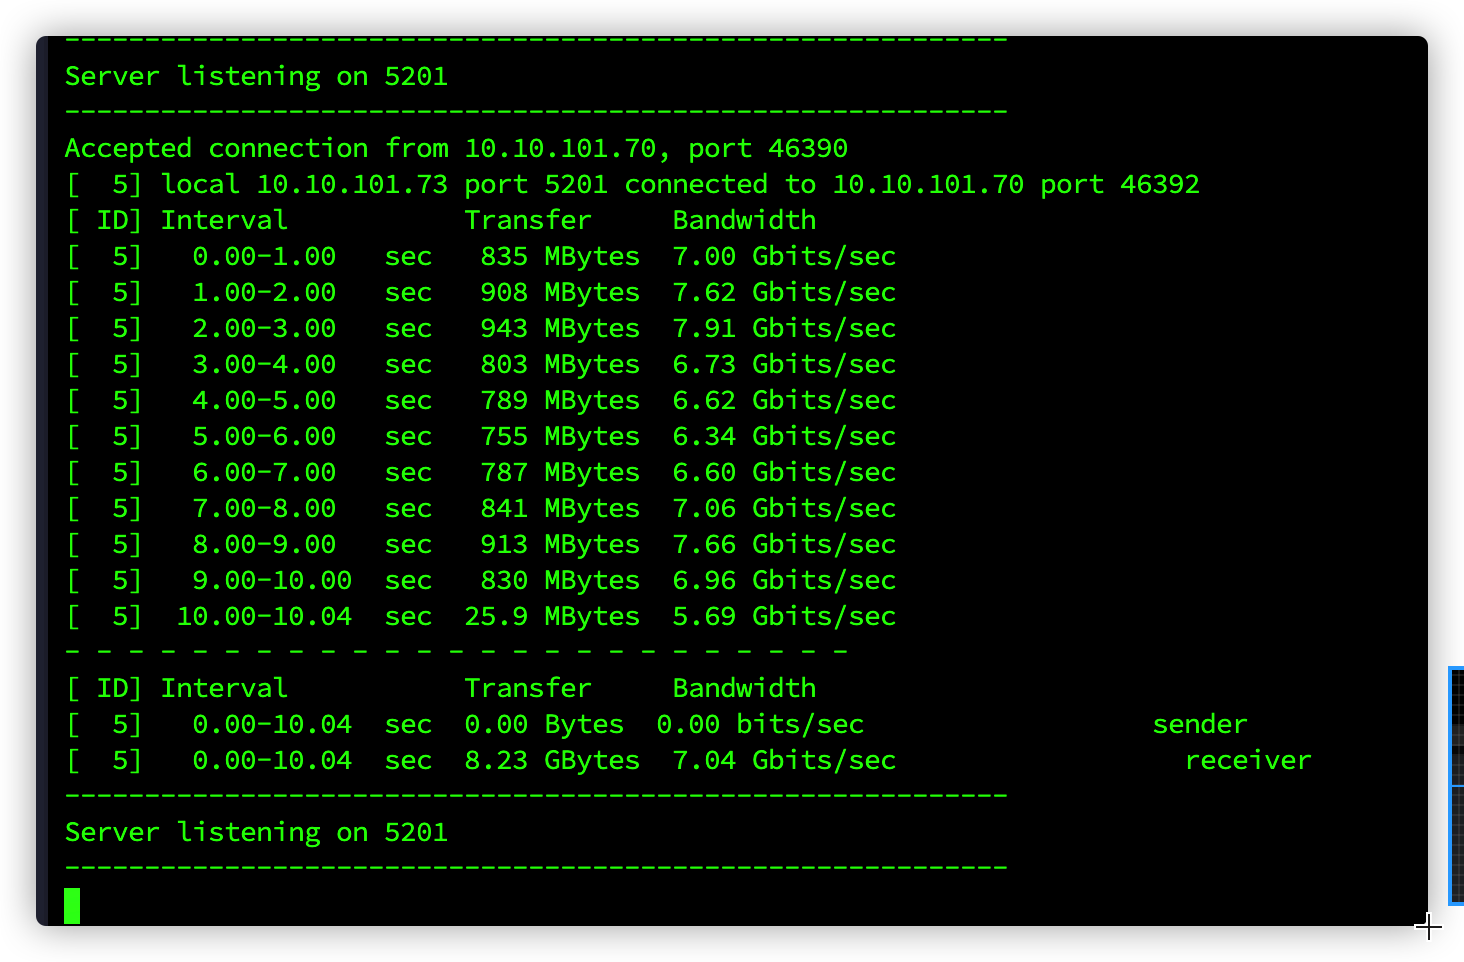 -----------------------------------------------------------
Server listening on 5201
-----------------------------------------------------------
Accepted connection from 10.10.101.70, port 46390
[  5] local 10.10.101.73 port 5201 connected to 10.10.101.70 port 46392
[ ID] Interval           Transfer     Bandwidth
[  5]   0.00-1.00   sec   835 MBytes  7.00 Gbits/sec
[  5]   1.00-2.00   sec   908 MBytes  7.62 Gbits/sec
[  5]   2.00-3.00   sec   943 MBytes  7.91 Gbits/sec
[  5]   3.00-4.00   sec   803 MBytes  6.73 Gbits/sec
[  5]   4.00-5.00   sec   789 MBytes  6.62 Gbits/sec
[  5]   5.00-6.00   sec   755 MBytes  6.34 Gbits/sec
[  5]   6.00-7.00   sec   787 MBytes  6.60 Gbits/sec
[  5]   7.00-8.00   sec   841 MBytes  7.06 Gbits/sec
[  5]   8.00-9.00   sec   913 MBytes  7.66 Gbits/sec
[  5]   9.00-10.00  sec   830 MBytes  6.96 Gbits/sec
[  5]  10.00-10.04  sec  25.9 MBytes  5.69 Gbits/sec
- - - - - - - - - - - - - - - - - - - - - - - - -
[ ID] Interval           Transfer     Bandwidth
[  5]   0.00-10.04  sec  0.00 Bytes  0.00 bits/sec                  sender
[  5]   0.00-10.04  sec  8.23 GBytes  7.04 Gbits/sec                  receiver
-----------------------------------------------------------
Server listening on 5201
-----------------------------------------------------------